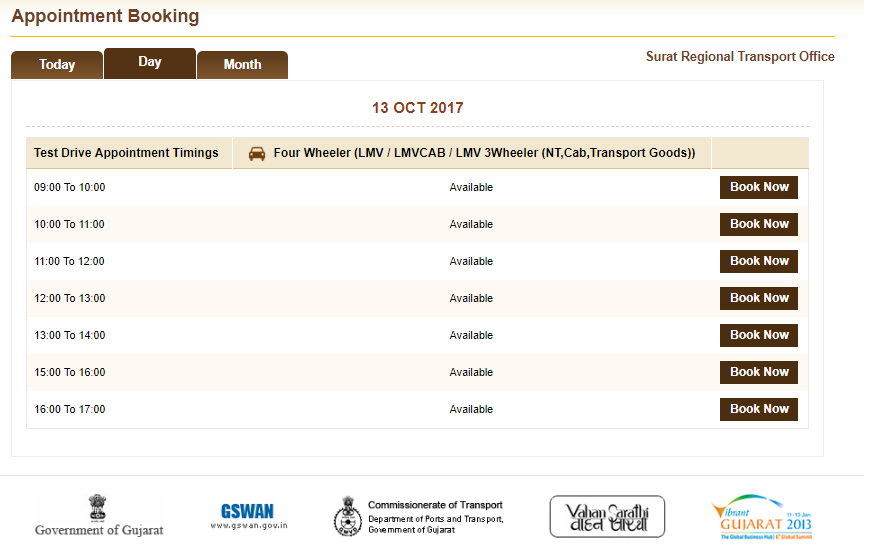 Appointment Booking
Today
Day
Month
Surat Regional Transport Office
13 OCT 2017
Test Drive Appointment Timings
Four Wheeler (LMV / LMVCAB / LMV 3Wheeler (NT,Cab,Transport Goods))
09:00 To 10:00 Available Book Now
10:00 To 11:00 Available Book Now
11:00 To 12:00 Available Book Now
12:00 To 13:00 Available Book Now
13:00 To 14:00 Available Book Now
15:00 To 16:00 Available Book Now
16:00 To 17:00 Available Book Now
Government of Gujarat
GSWAN
www.gswan.gov.in
Commissionerate of Transport
Department of Ports and Transport,
Government of Gujarat
Vahan Sarathi
Vibrant
11-13 Jan
GUJARAT 2013
The Global Business Hub| 6th Global Summit